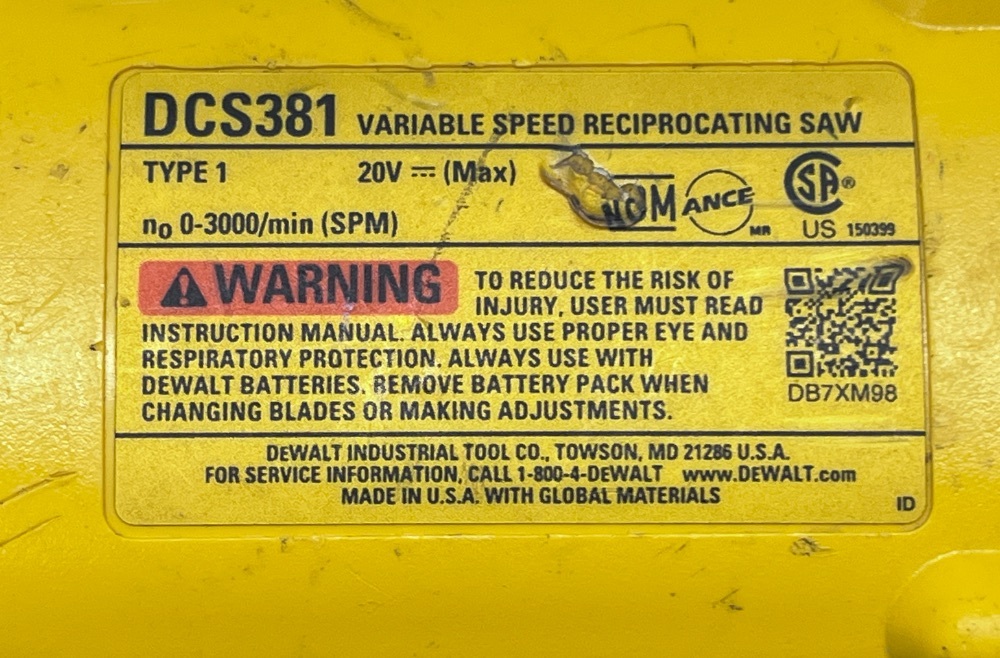 DCS381 VARIABLE SPEED RECIPROCATING SAW
TYPE 1 20V ⎓ (Max)
NOM ANCE MR
n₀ 0-3000/min (SPM)
SA ® US 150399
⚠ WARNING TO REDUCE THE RISK OF
INJURY, USER MUST READ
INSTRUCTION MANUAL. ALWAYS USE PROPER EYE AND
RESPIRATORY PROTECTION. ALWAYS USE WITH
DEWALT BATTERIES. REMOVE BATTERY PACK WHEN
CHANGING BLADES OR MAKING ADJUSTMENTS.
DB7XM98
DEWALT INDUSTRIAL TOOL CO., TOWSON, MD 21286 U.S.A.
FOR SERVICE INFORMATION, CALL 1-800-4-DEWALT www.DEWALT.com
MADE IN U.S.A. WITH GLOBAL MATERIALS
ID